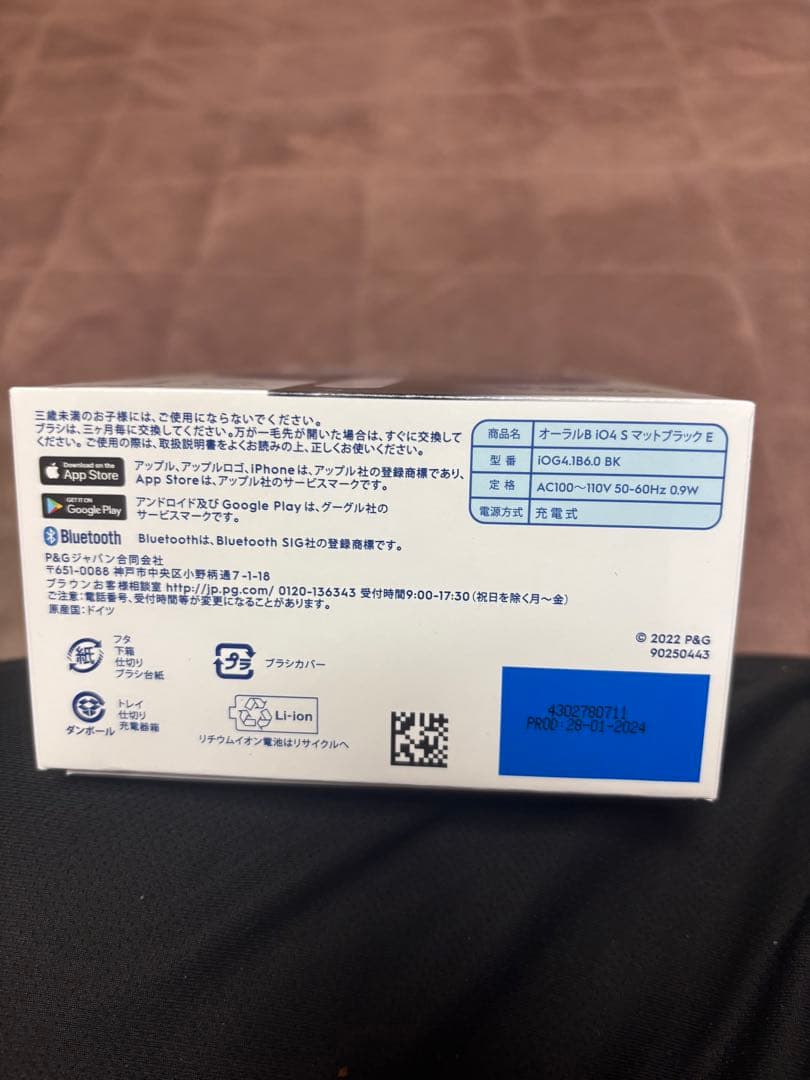 三歳未満のお子様には、ご使用にならないでください。
ブラシは、三ヶ月毎に交換してください。万が一毛先が開いた場合は、すぐに交換して
ください。ご使用の際は、取扱説明書をよくお読みの上、正しくお使いください。
Download on the
App Store
アップル、アップルロゴ、iPhoneは、アップル社の登録商標であり、
App Storeは、アップル社のサービスマークです。
GET IT ON
Google Play
アンドロイド及びGoogle Playは、グーグル社の
サービスマークです。
Bluetooth
Bluetoothは、Bluetooth SIG社の登録商標です。
P&Gジャパン合同会社
〒651-0088 神戸市中央区小野柄通7-1-18
ブラウンお客様相談室 http://jp.pg.com/ 0120-136343 受付時間9:00-17:30(祝日を除く月〜金)
ご注意:電話番号、受付時間等が変更になることがあります。
原産国:ドイツ
商品名 オーラルB iO4 S マットブラック E
型番 iOG4.1B6.0 BK
定格 AC100〜110V 50-60Hz 0.9W
電源方式 充電式
© 2022 P&G
90250443
紙
フタ
下箱
仕切り
ブラシ台紙
プラ
ブラシカバー
ダンボール
トレイ
仕切り
充電器箱
Li-ion
リチウムイオン電池はリサイクルへ
4302780711
PROD:28-01-2024